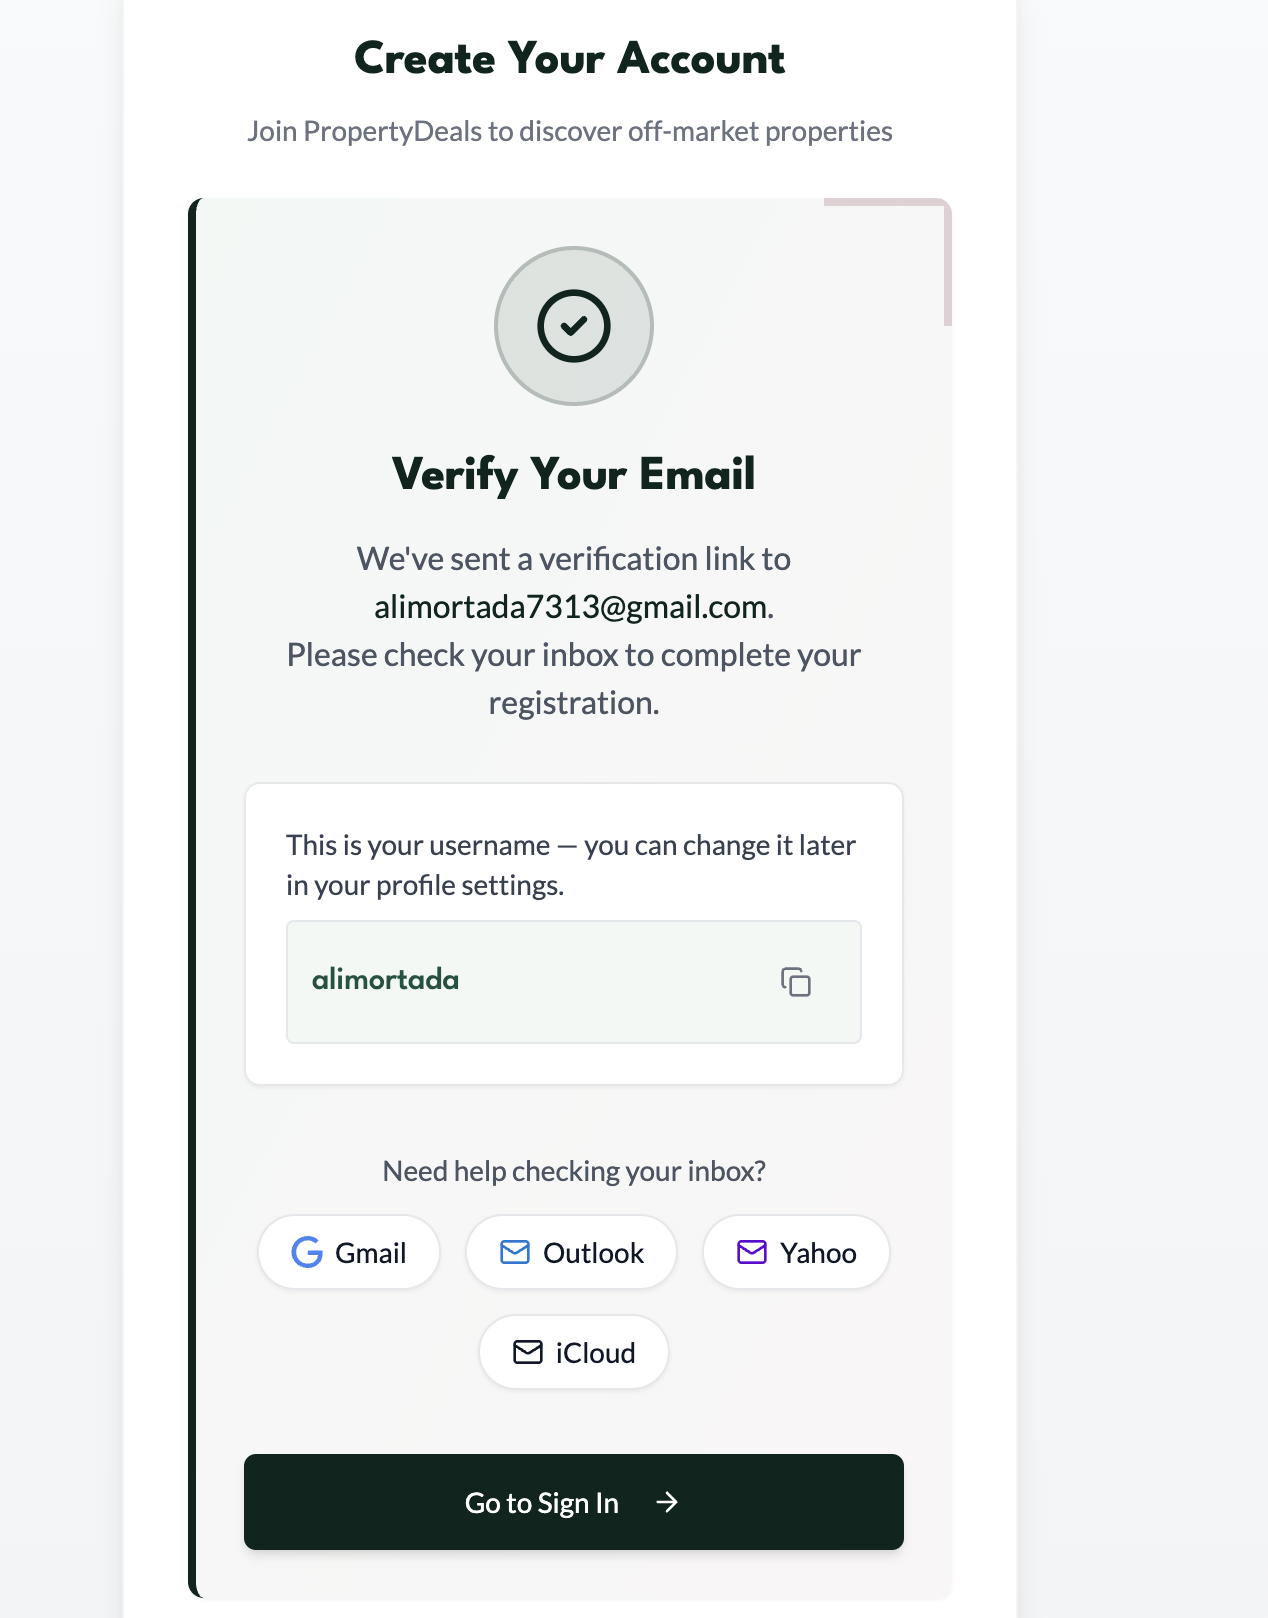 Create Your Account
Join PropertyDeals to discover off-market properties
Verify Your Email
We've sent a verification link to
alimortada7313@gmail.com.
Please check your inbox to complete your
registration.
This is your username — you can change it later
in your profile settings.
alimortada
Need help checking your inbox?
Gmail
Outlook
Yahoo
iCloud
Go to Sign In